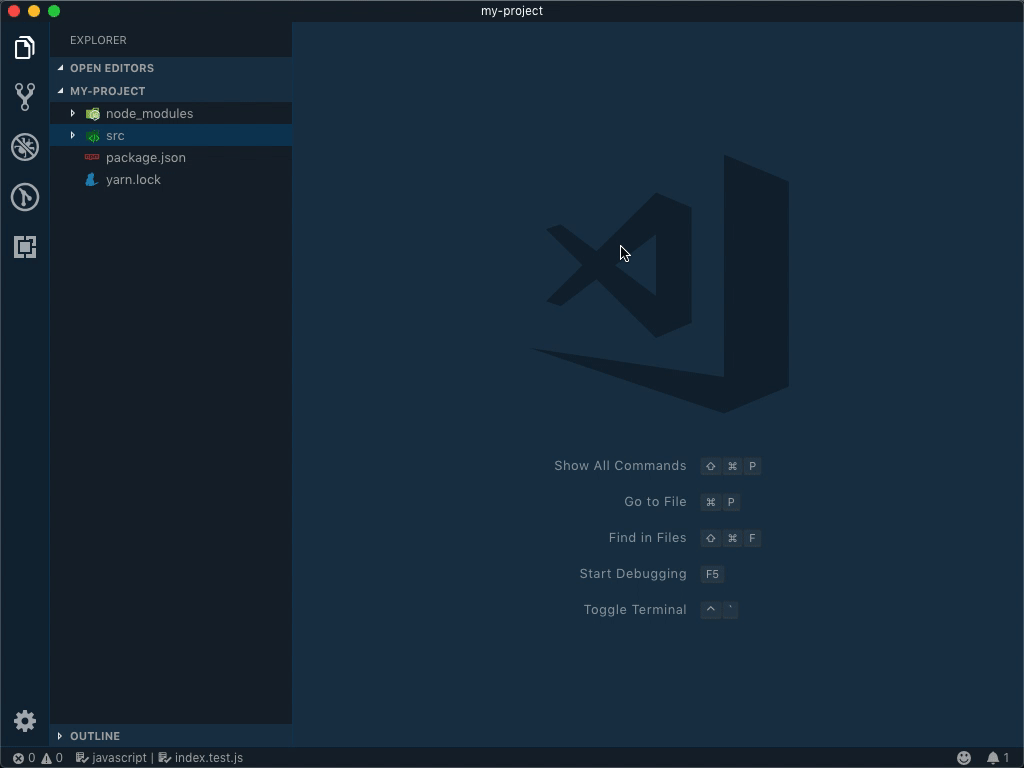 my-project
EXPLORER
OPEN EDITORS
MY-PROJECT
node_modules
src
package.json
yarn.lock
Show All Commands ⇧ ⌘ P
Go to File ⌘ P
Find in Files ⇧ ⌘ F
Start Debugging F5
Toggle Terminal ^ `
OUTLINE
0 0 javascript | index.test.js 1